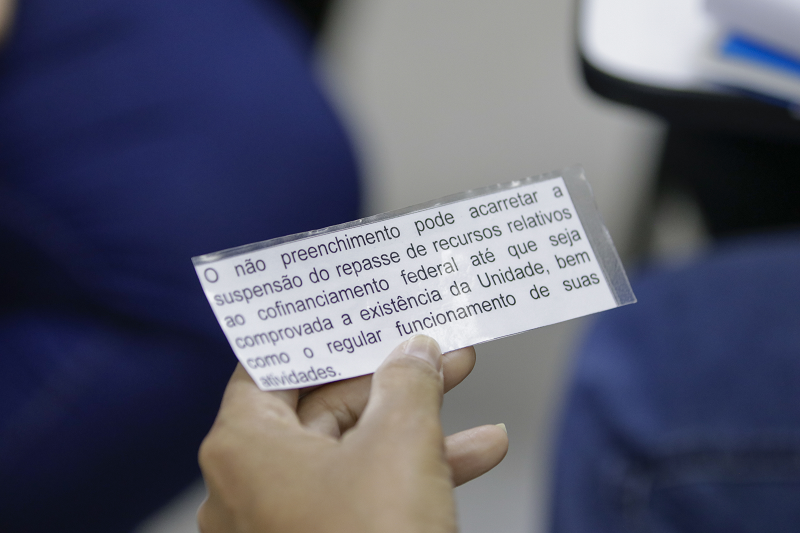 O não preenchimento pode acarretar a
suspensão do repasse de recursos relativos
ao cofinanciamento federal até que seja
comprovada a existência da Unidade, bem
como o regular funcionamento de suas
atividades.